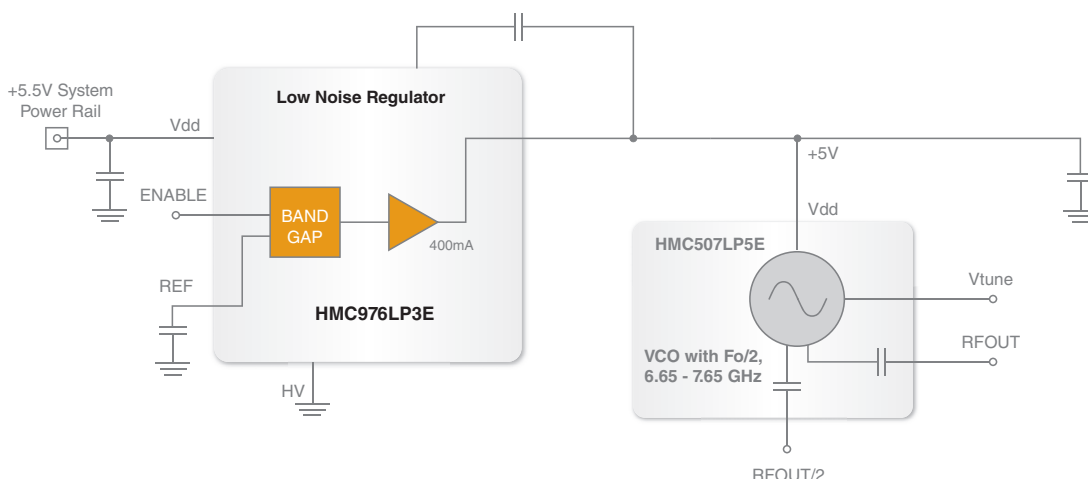 +5.5V System
Power Rail
Vdd
Low Noise Regulator
ENABLE
BAND
GAP
400mA
REF
HMC976LP3E
HV
+5V
Vdd
HMC507LP5E
Vtune
RFOUT
VCO with Fo/2,
6.65 - 7.65 GHz
RFOUT/2